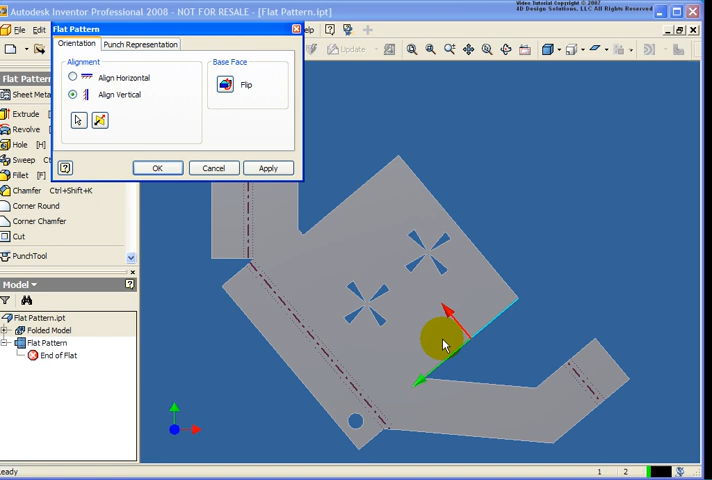 Video Tutorial Copyright © 2007
Autodesk Inventor Professional 2008 - NOT FOR RESALE - [Flat Pattern.ipt]
4D Design Solutions, LLC All Rights Reserved
File Edit
Flat Pattern
Orientation Punch Representation
Alignment
Align Horizontal
Align Vertical
Base Face
Flip
OK Cancel Apply
Update
Flat Pattern
Sheet Meta
Extrude
Revolve
Hole [H]
Sweep Ct
Fillet [F]
Chamfer Ctrl+Shift+K
Corner Round
Corner Chamfer
Cut
PunchTool
Model
Flat Pattern.ipt
Folded Model
Flat Pattern
End of Flat
eady
1 2